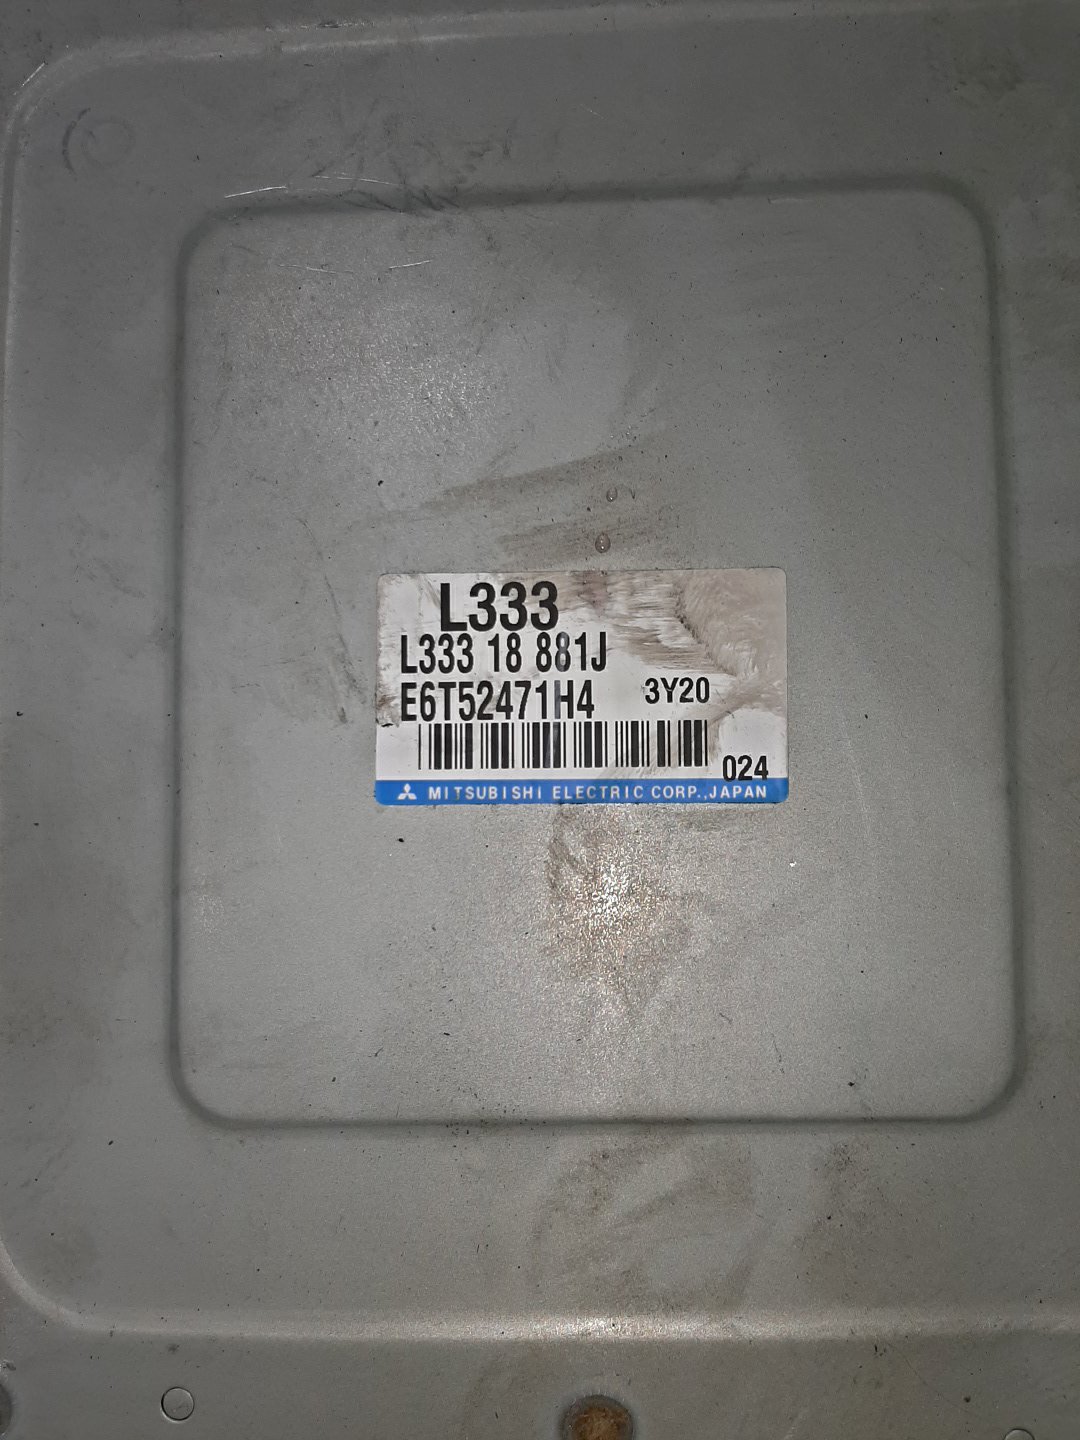 L333
L333 18 881J
E6T52471H4 3Y20
024
MITSUBISHI ELECTRIC CORP., JAPAN